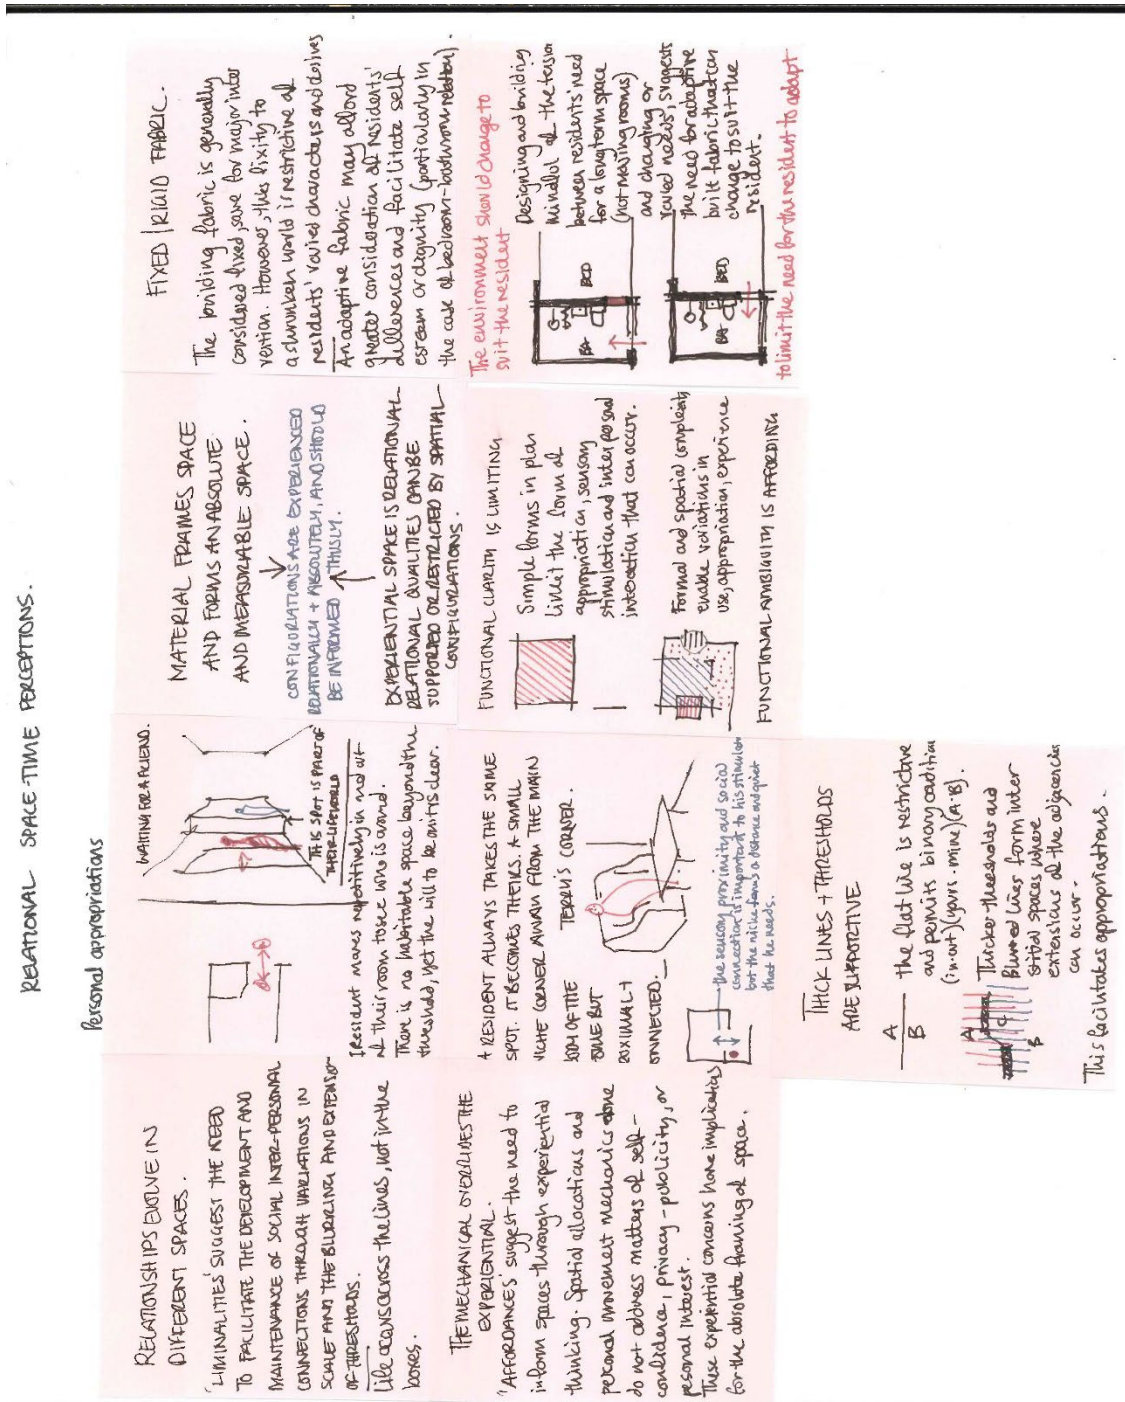 RELATIONAL SPACE-TIME PERCEPTIONS.
Personal appropriations
RELATIONSHIPS EVOLVE IN
DIFFERENT SPACES.
'LIMINALITIES' SUGGEST THE NEED
TO FACILITATE THE DEVELOPMENT AND
MAINTENANCE OF SOCIAL INTER-PERSONAL
CONNECTIONS THROUGH VARIATIONS IN
SCALE AND THE BLURRING AND EXTENSION
OF THRESHOLDS.
Life occurs across the lines, not in the
boxes.
WAITING FOR A FRIEND.
THIS SPOT IS PART OF
THEIR LIFEWORLD
Resident moves repetitively in and out
of their room to see who is around.
There is no habitable space beyond the
threshold, yet the will to be on it is clear.
MATERIAL FRAMES SPACE
AND FORMS AN ABSOLUTE
AND MEASURABLE SPACE.
CONFIGURATIONS ARE EXPERIENCED
RELATIONALLY + ABSOLUTELY, AND SHOULD
BE INFORMED THUSLY.
EXPERIENTIAL SPACE IS RELATIONAL
RELATIONAL QUALITIES CAN BE
SUPPORTED OR RESTRICTED BY SPATIAL
CONFIGURATIONS.
FIXED/RIGID FABRIC.
The building fabric is generally
considered fixed, save for major inter
vention. However, this fixity to
a shrunken world is restrictive of
residents' varied characters and desires
An adaptive fabric may afford
greater consideration of residents'
differences and facilitate self
esteem or dignity (particularly in
the case of bedroom-bathroom relation).
THE MECHANICAL OVERRIDES THE
EXPERIENTIAL.
'AFFORDANCES' suggest the need to
inform spaces through experiential
thinking. Spatial allocations and
personal movement mechanics alone
do not address matters of self-
confidence, privacy-publicity, or
personal interest.
These experiential concerns have implications
for the absolute framing of space.
A RESIDENT ALWAYS TAKES THE SAME
SPOT. IT BECOMES THEIRS. A SMALL
NICHE CORNER AWAY FROM THE MAIN
ROOM OF THE
HOME BUT
PROXIMAL +
CONNECTED.
TERRY'S CORNER.
the sensory proximity and social
connection is important to his stimulation
but the niche forms a distance and quiet
that he needs.
FUNCTIONAL CLARITY IS LIMITING
Simple forms in plan
limit the form of
appropriation, sensory
stimulation and interpersonal
interaction that can occur.
Formal and spatial complexity
enable variations in
use, appropriation, experience
FUNCTIONAL AMBIGUITY IS AFFORDING
The environment should change to
suit the resident
Designing and building
mindful of the tension
between residents' need
for a long term space
(not moving rooms)
and changing or
varied needs, suggests
the need for adaptive
built fabric that can
change to suit the
resident.
BA
BED
BA
BED
to limit the need for the resident to adapt
THICK LINES + THRESHOLDS
ARE SUPPORTIVE
A
B
the flat line is restrictive
and permits binary condition
(in-out)(yours-mine)(A-B).
A
C
B
Thicker thresholds and
Blurred lines form inter
stitial spaces where
extensions of the adjacencies
can occur.
This facilitates appropriations.